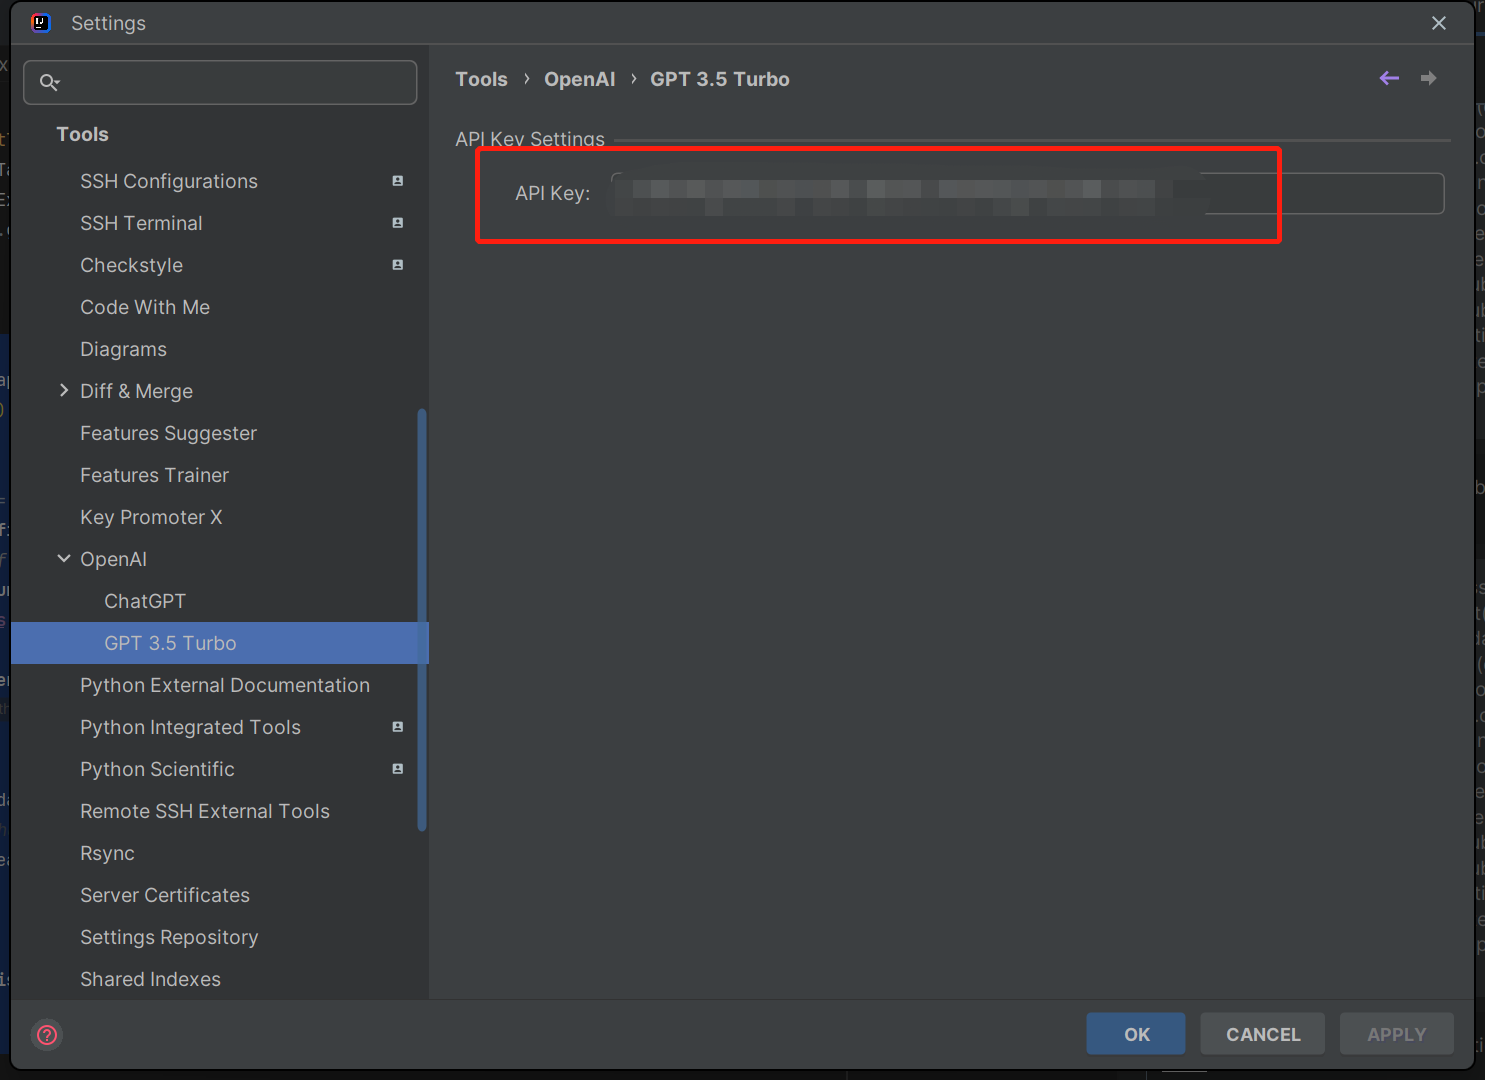 Settings
Tools › OpenAI › GPT 3.5 Turbo
API Key Settings
API Key:
Tools
SSH Configurations
SSH Terminal
Checkstyle
Code With Me
Diagrams
Diff & Merge
Features Suggester
Features Trainer
Key Promoter X
OpenAI
ChatGPT
GPT 3.5 Turbo
Python External Documentation
Python Integrated Tools
Python Scientific
Remote SSH External Tools
Rsync
Server Certificates
Settings Repository
Shared Indexes
OK
CANCEL
APPLY